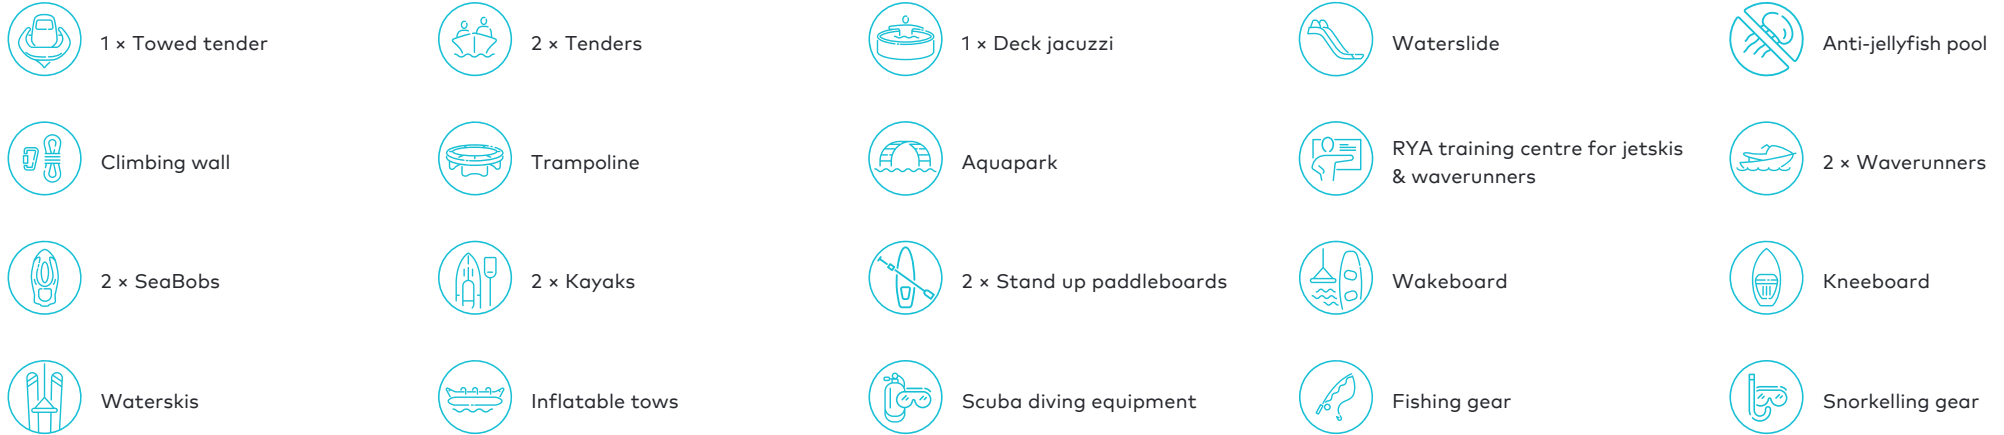 1 × Towed tender
2 × Tenders
1 × Deck jacuzzi
Waterslide
Anti-jellyfish pool
Climbing wall
Trampoline
Aquapark
RYA training centre for jetskis
& waverunners
2 × Waverunners
2 × SeaBobs
2 × Kayaks
2 × Stand up paddleboards
Wakeboard
Kneeboard
Waterskis
Inflatable tows
Scuba diving equipment
Fishing gear
Snorkelling gear